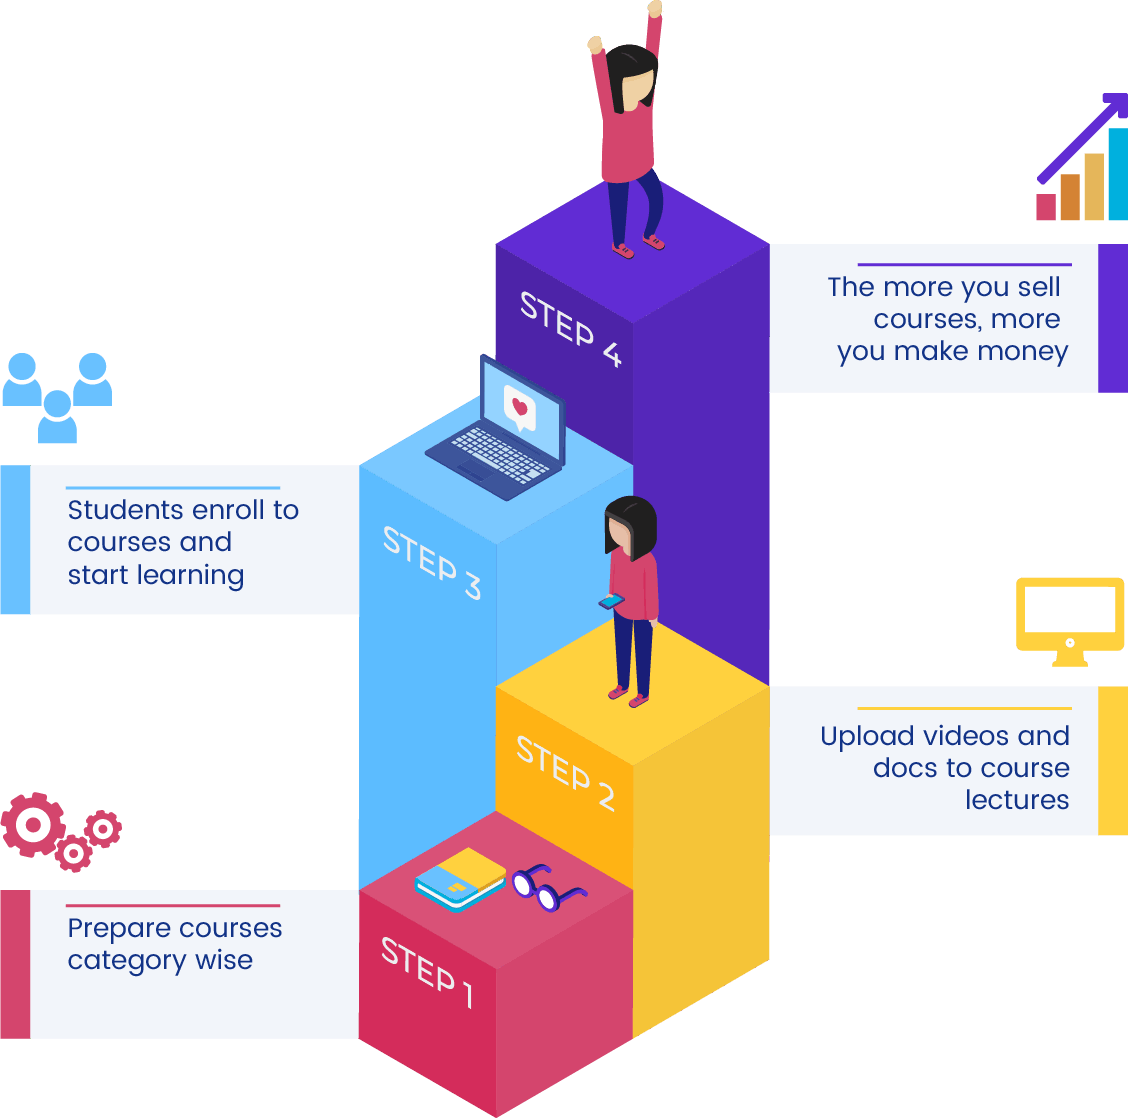 STEP 4
The more you sell
courses, more
you make money
STEP 3
Students enroll to
courses and
start learning
STEP 2
Upload videos and
docs to course
lectures
STEP 1
Prepare courses
category wise